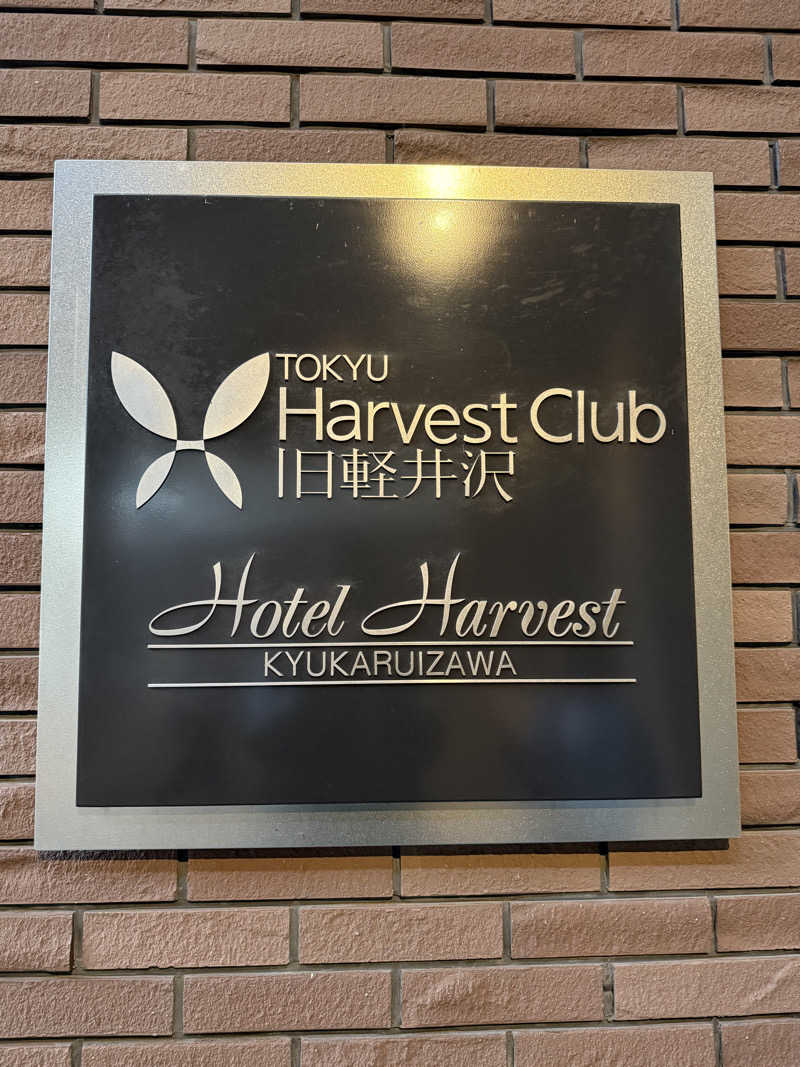 TOKYU
Harvest Club
旧軽井沢
Hotel Harvest
KYUKARUIZAWA